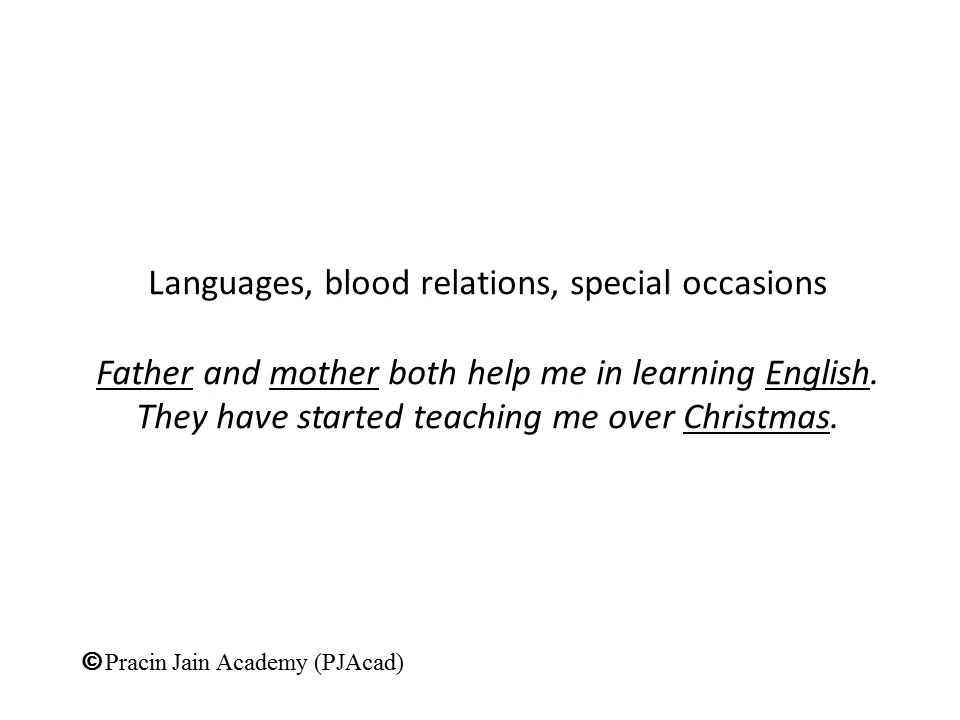 Languages, blood relations, special occasions
Father and mother both help me in learning English.
They have started teaching me over Christmas.
©Pracin Jain Academy (PJAcad)